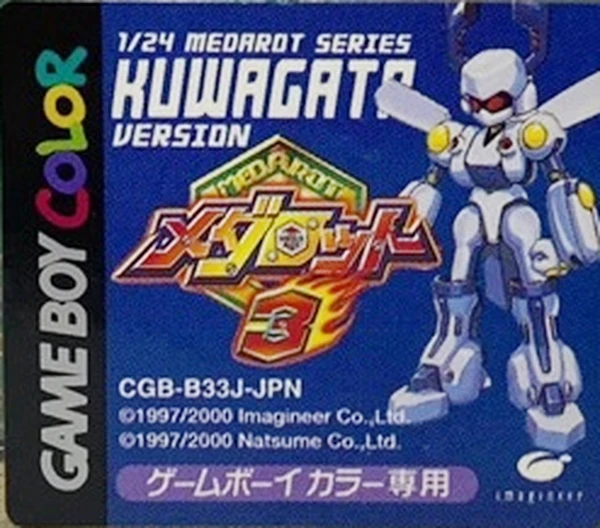 GAME BOY COLOR
1/24 MEDAROT SERIES
KUWAGATA
VERSION
MEDAROT
メダロット
3
CGB-B33J-JPN
©1997/2000 Imagineer Co.,Ltd.
©1997/2000 Natsume Co.,Ltd.
ゲームボーイカラー専用
imagineer